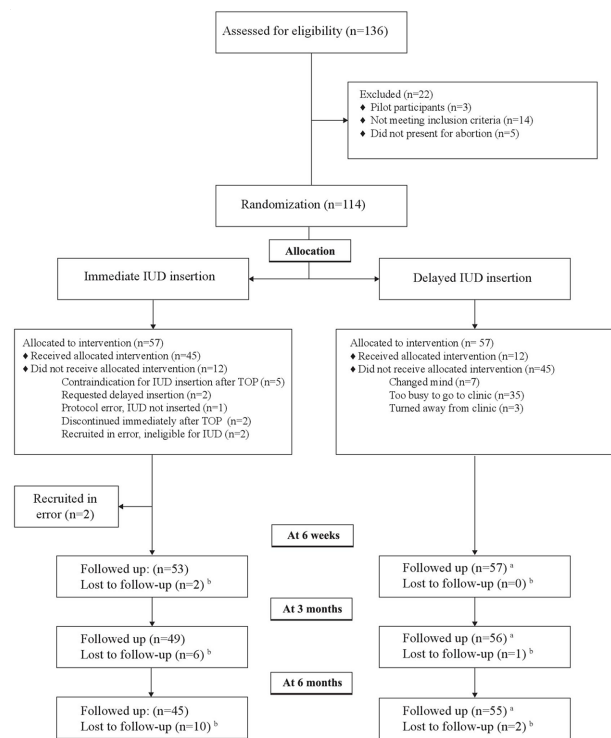 Assessed for eligibility (n=136)
Excluded (n=22)
♦ Pilot participants (n=3)
♦ Not meeting inclusion criteria (n=14)
♦ Did not present for abortion (n=5)
Randomization (n=114)
Allocation
Immediate IUD insertion
Delayed IUD insertion
Allocated to intervention (n=57)
♦ Received allocated intervention (n=45)
♦ Did not receive allocated intervention (n=12)
Contraindication for IUD insertion after TOP (n=5)
Requested delayed insertion (n=2)
Protocol error, IUD not inserted (n=1)
Discontinued immediately after TOP (n=2)
Recruited in error, ineligible for IUD (n=2)
Allocated to intervention (n= 57)
♦ Received allocated intervention (n=12)
♦ Did not receive allocated intervention (n=45)
Changed mind (n=7)
Too busy to go to clinic (n=35)
Turned away from clinic (n=3)
Recruited in
error (n=2)
At 6 weeks
Followed up: (n=53)
Lost to follow-up (n=2) b
Followed up (n=57) a
Lost to follow-up (n=0) b
At 3 months
Followed up (n=49)
Lost to follow-up (n=6) b
Followed up (n=56) a
Lost to follow-up (n=1) b
At 6 months
Followed up: (n=45)
Lost to follow-up (n=10) b
Followed up (n=55) a
Lost to follow-up (n=2) b